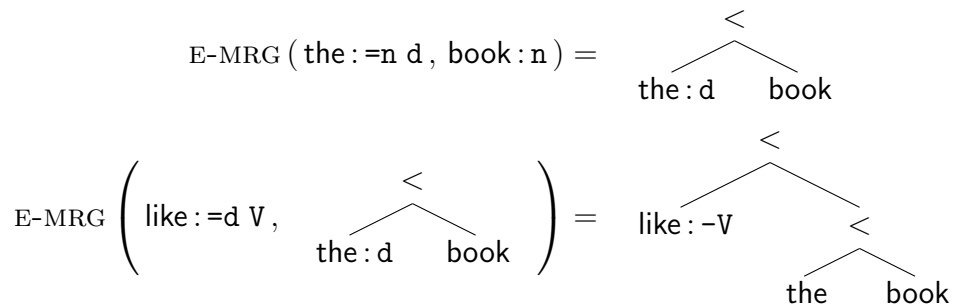 <
E-MRG ( the : =n d , book : n ) =
the : d book
<
<
E-MRG ( like : =d V , the : d book ) = like : -V <
the book